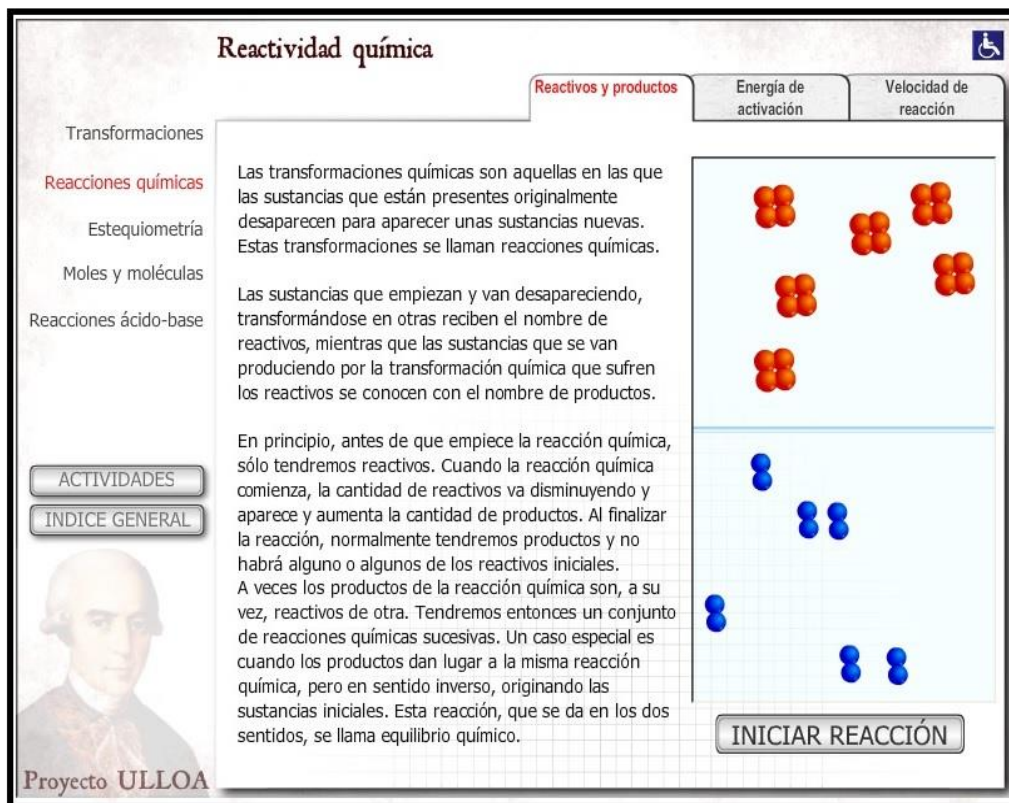 Reactividad química
Reactivos y productos
Energía de
activación
Velocidad de
reacción
Transformaciones
Reacciones químicas
Estequiometría
Moles y moléculas
Reacciones ácido-base
ACTIVIDADES
INDICE GENERAL
Proyecto ULLOA
Las transformaciones químicas son aquellas en las que
las sustancias que están presentes originalmente
desaparecen para aparecer unas sustancias nuevas.
Estas transformaciones se llaman reacciones químicas.
Las sustancias que empiezan y van desapareciendo,
transformándose en otras reciben el nombre de
reactivos, mientras que las sustancias que se van
produciendo por la transformación química que sufren
los reactivos se conocen con el nombre de productos.
En principio, antes de que empiece la reacción química,
sólo tendremos reactivos. Cuando la reacción química
comienza, la cantidad de reactivos va disminuyendo y
aparece y aumenta la cantidad de productos. Al finalizar
la reacción, normalmente tendremos productos y no
habrá alguno o algunos de los reactivos iniciales.
A veces los productos de la reacción química son, a su
vez, reactivos de otra. Tendremos entonces un conjunto
de reacciones químicas sucesivas. Un caso especial es
cuando los productos dan lugar a la misma reacción
química, pero en sentido inverso, originando las
sustancias iniciales. Esta reacción, que se da en los dos
sentidos, se llama equilibrio químico.
INICIAR REACCIÓN